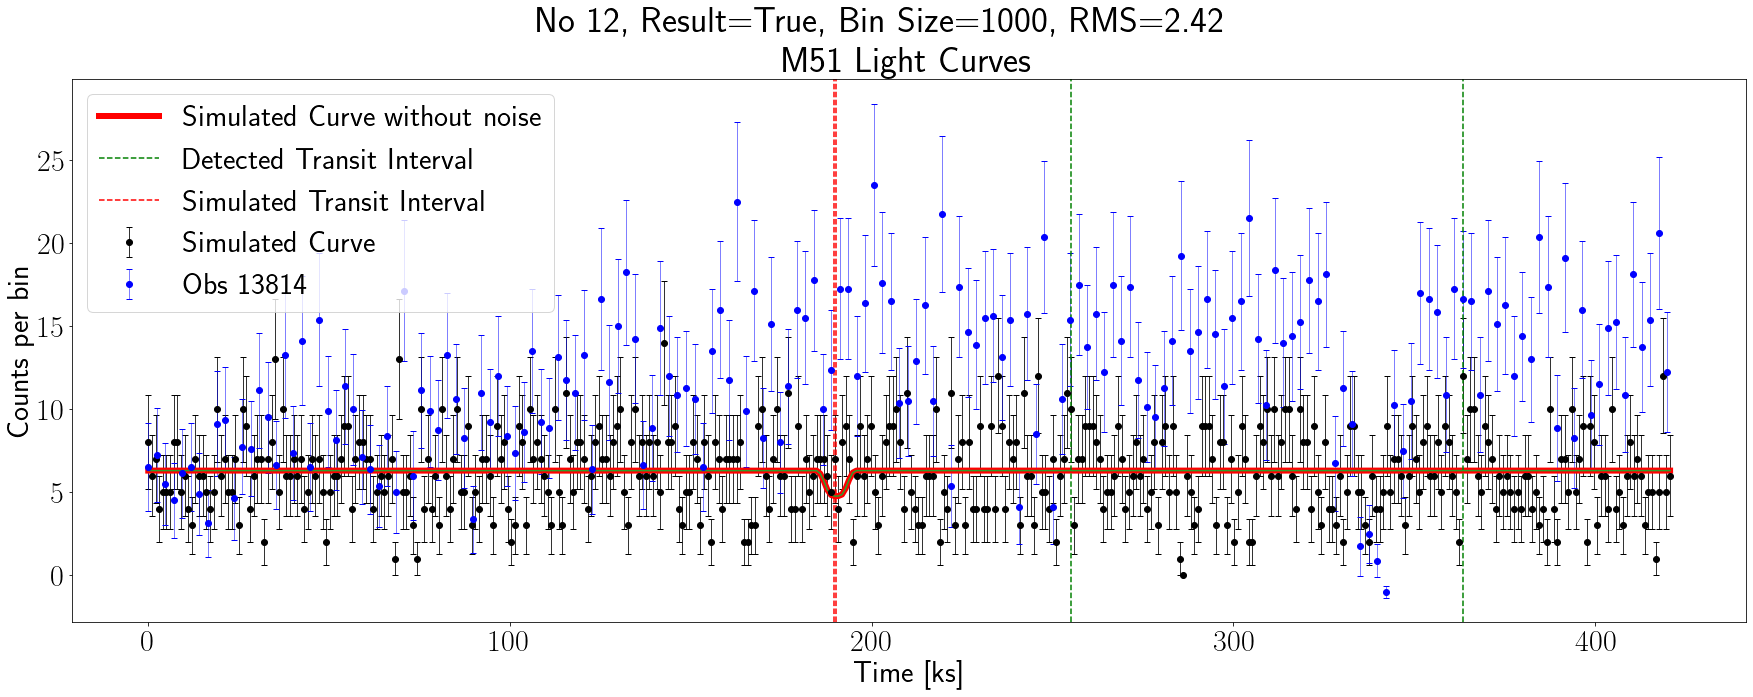 No 12, Result=True, Bin Size=1000, RMS=2.42
M51 Light Curves
Simulated Curve without noise
Detected Transit Interval
Simulated Transit Interval
Simulated Curve
Obs 13814
Counts per bin
25
20
15
10
5
0
0 100 200 300 400
Time [ks]